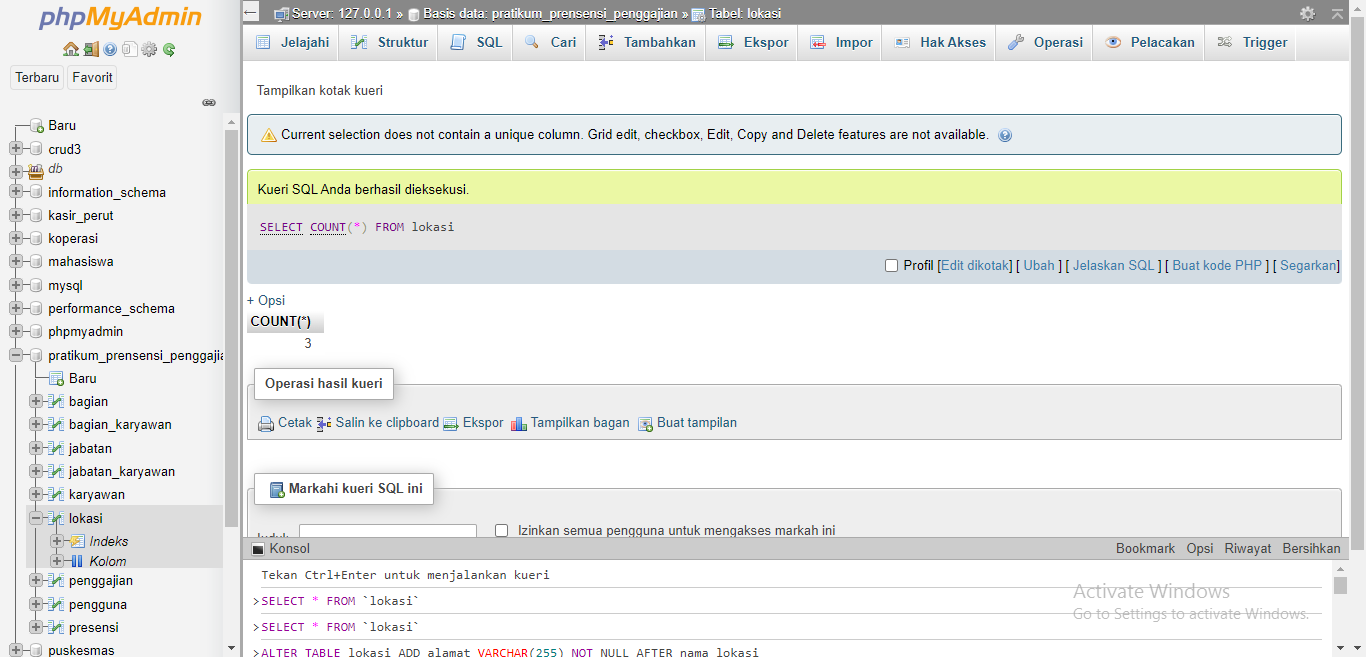 phpMyAdmin
Terbaru Favorit
Baru
crud3
db
information_schema
kasir_perut
koperasi
mahasiswa
mysql
performance_schema
phpmyadmin
pratikum_prensensi_penggajia
Baru
bagian
bagian_karyawan
jabatan
jabatan_karyawan
karyawan
lokasi
Indeks
Kolom
penggajian
pengguna
presensi
puskesmas
Server: 127.0.0.1 » Basis data: pratikum_prensensi_penggajian » Tabel: lokasi
Jelajahi Struktur SQL Cari Tambahkan Ekspor Impor Hak Akses Operasi Pelacakan Trigger
Tampilkan kotak kueri
Current selection does not contain a unique column. Grid edit, checkbox, Edit, Copy and Delete features are not available.
Kueri SQL Anda berhasil dieksekusi.
SELECT COUNT(*) FROM lokasi
Profil [Edit dikotak] [ Ubah ] [ Jelaskan SQL ] [ Buat kode PHP ] [ Segarkan]
+ Opsi
COUNT(*)
3
Operasi hasil kueri
Cetak Salin ke clipboard Ekspor Tampilkan bagan Buat tampilan
Markahi kueri SQL ini
Izinkan semua pengguna untuk mengakses markah ini
Konsol Bookmark Opsi Riwayat Bersihkan
Tekan Ctrl+Enter untuk menjalankan kueri
>SELECT * FROM `lokasi`
>SELECT * FROM `lokasi`
>ALTER TABLE lokasi ADD alamat VARCHAR(255) NOT NULL AFTER nama_lokasi
Activate Windows
Go to Settings to activate Windows.